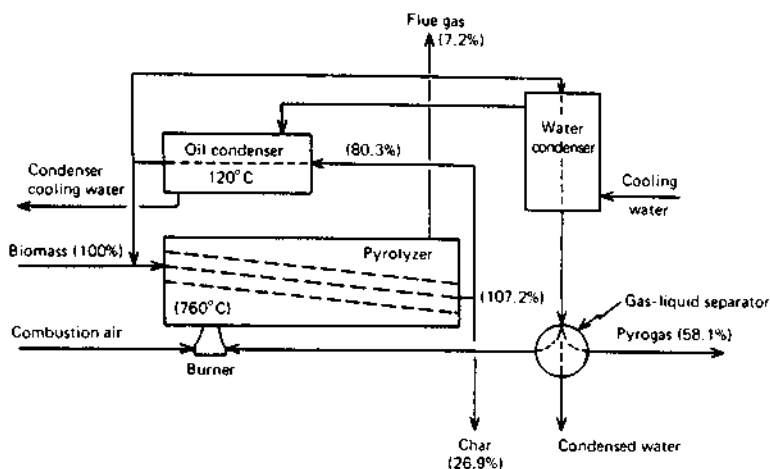 Flue gas
(7.2%)
Oil condenser
120°C
(80.3%)
Water
condenser
Condenser
cooling water
Cooling
water
Biomass (100%)
Pyrolyzer
(760°C)
(107.2%)
Gas-liquid separator
Combustion air
Burner
Pyrogas (58.1%)
Char
(26.9%)
Condensed water